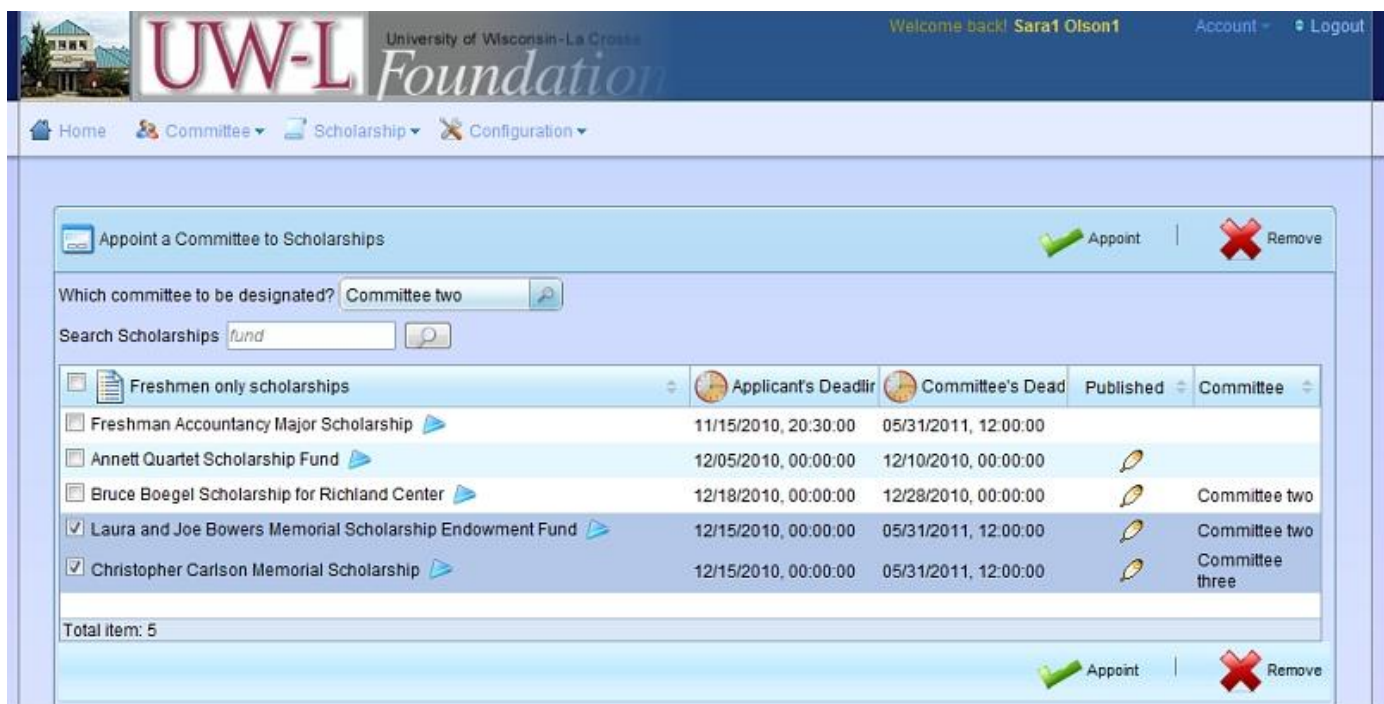 UW-L University of Wisconsin-La Crosse
Foundation
Welcome back! Sara1 Olson1 Account Logout
Home Committee Scholarship Configuration
Appoint a Committee to Scholarships Appoint | Remove
Which committee to be designated? Committee two
Search Scholarships fund
Freshmen only scholarships Applicant's Deadlir Committee's Dead Published Committee
Freshman Accountancy Major Scholarship 11/15/2010, 20:30:00 05/31/2011, 12:00:00
Annett Quartet Scholarship Fund 12/05/2010, 00:00:00 12/10/2010, 00:00:00
Bruce Boegel Scholarship for Richland Center 12/18/2010, 00:00:00 12/28/2010, 00:00:00 Committee two
Laura and Joe Bowers Memorial Scholarship Endowment Fund 12/15/2010, 00:00:00 05/31/2011, 12:00:00 Committee two
Christopher Carlson Memorial Scholarship 12/15/2010, 00:00:00 05/31/2011, 12:00:00 Committee
three
Total item: 5
Appoint | Remove